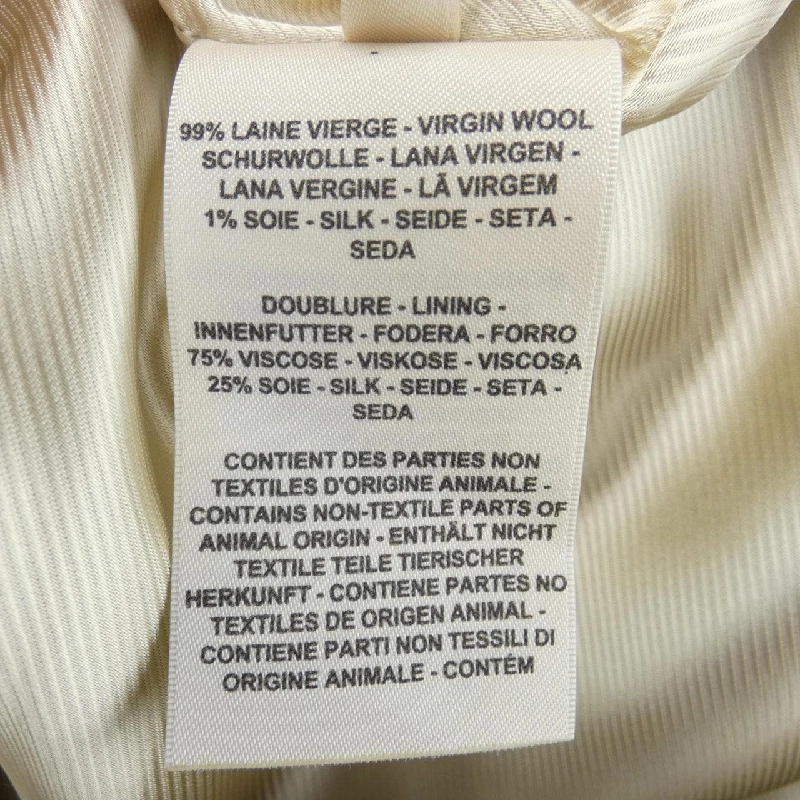 99% LAINE VIERGE - VIRGIN WOOL
SCHURWOLLE - LANA VIRGEN -
LANA VERGINE - LÃ VIRGEM
1% SOIE - SILK - SEIDE - SETA -
SEDA
DOUBLURE - LINING -
INNENFUTTER - FODERA - FORRO
75% VISCOSE - VISKOSE - VISCOSA
25% SOIE - SILK - SEIDE - SETA -
SEDA
CONTIENT DES PARTIES NON
TEXTILES D'ORIGINE ANIMALE -
CONTAINS NON-TEXTILE PARTS OF
ANIMAL ORIGIN - ENTHÄLT NICHT
TEXTILE TEILE TIERISCHER
HERKUNFT - CONTIENE PARTES NO
TEXTILES DE ORIGEN ANIMAL -
CONTIENE PARTI NON TESSILI DI
ORIGINE ANIMALE - CONTÉM